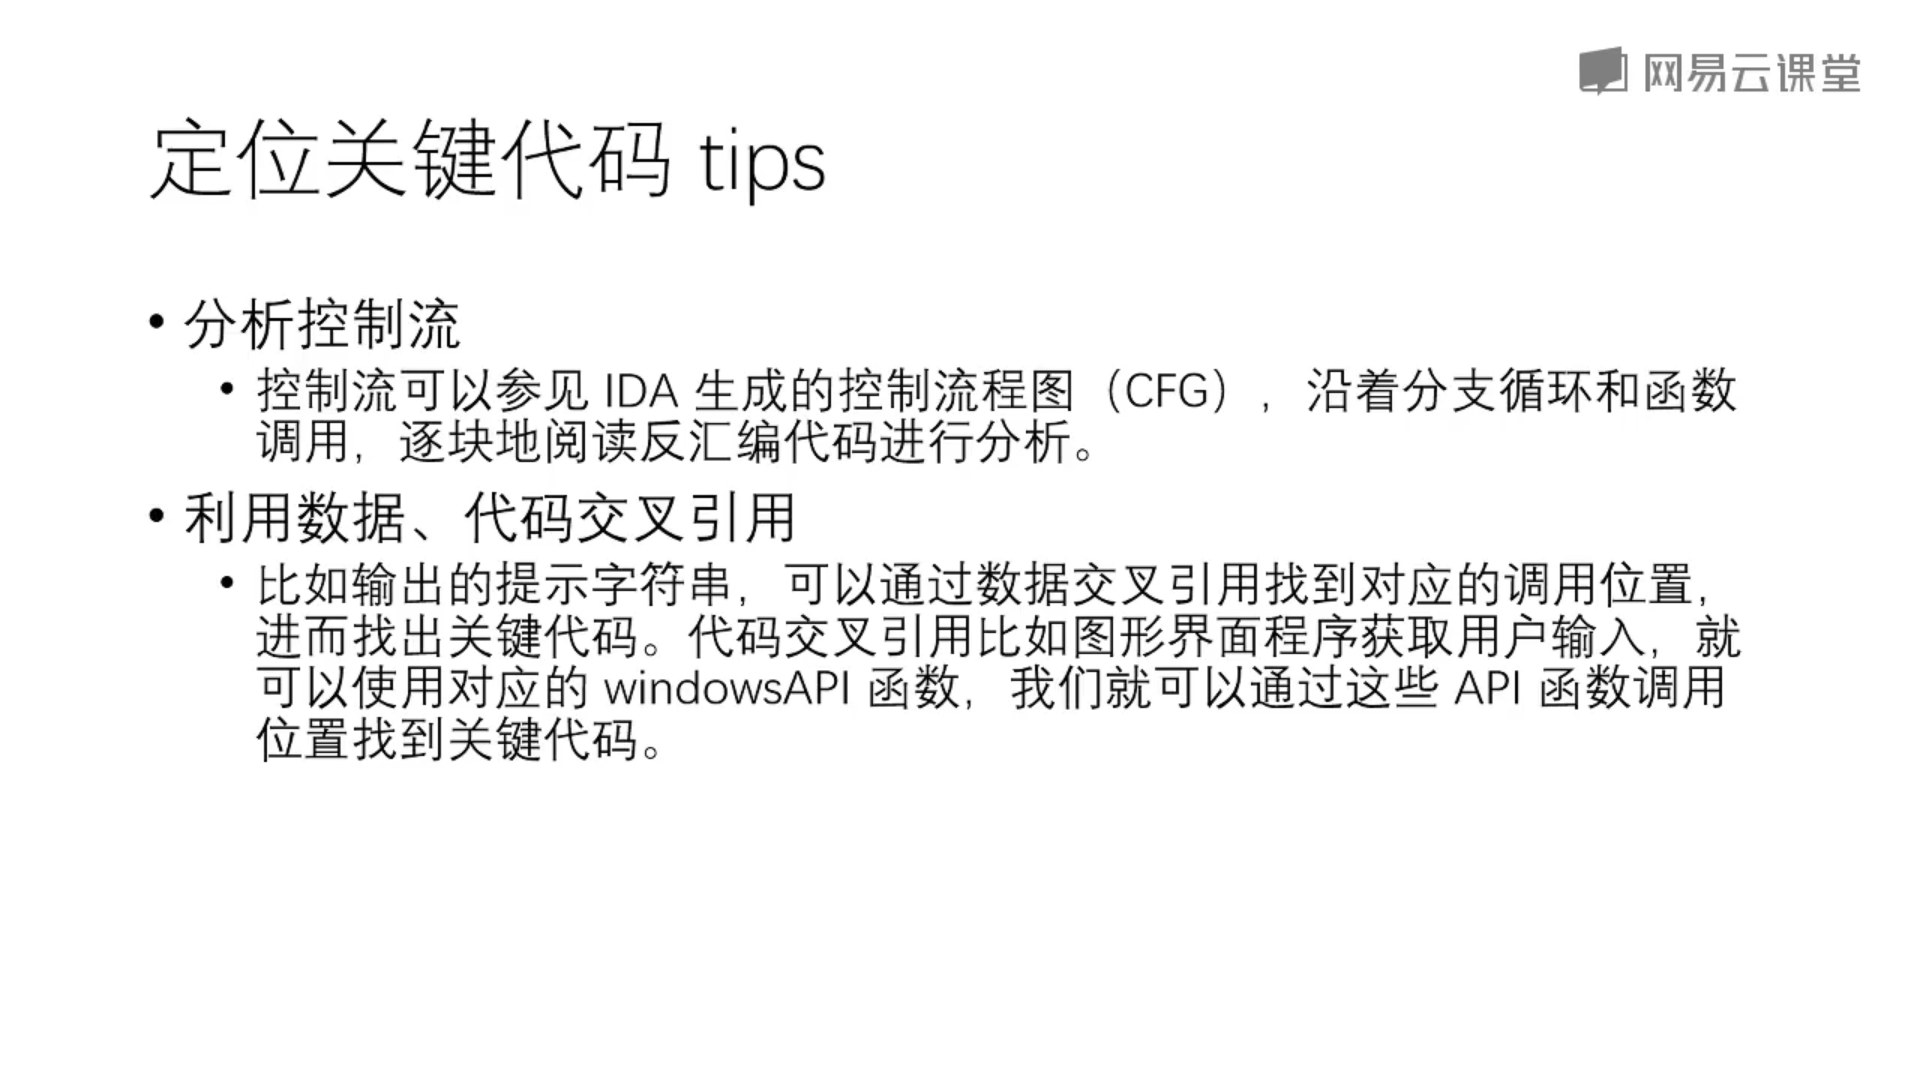 网易云课堂
定位关键代码 tips
• 分析控制流
• 控制流可以参见 IDA 生成的控制流程图（CFG），沿着分支循环和函数
调用，逐块地阅读反汇编代码进行分析。
• 利用数据、代码交叉引用
• 比如输出的提示字符串，可以通过数据交叉引用找到对应的调用位置，
进而找出关键代码。代码交叉引用比如图形界面程序获取用户输入，就
可以使用对应的 windowsAPI 函数，我们就可以通过这些 API 函数调用
位置找到关键代码。